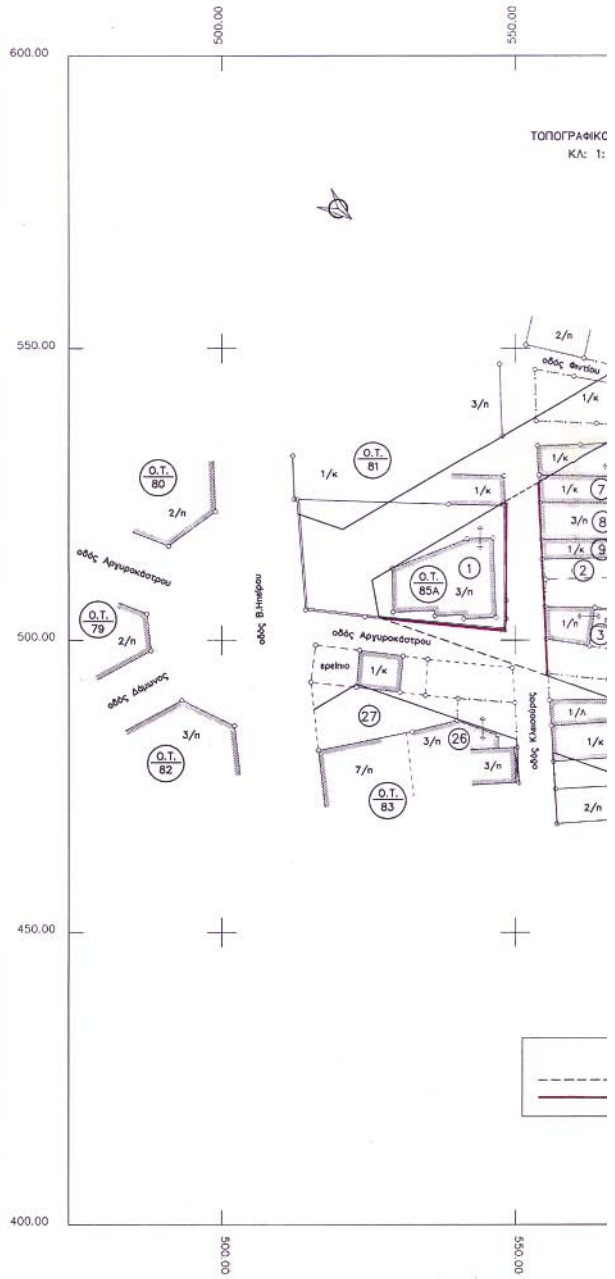 500.00
550.00
600.00
ΤΟΠΟΓΡΑΦΙΚΟ
ΚΛ: 1:
550.00
2/π
οδός Φιντίου
1/κ
3/π
Ο.Τ.
81
1/κ
1/κ
1/κ
Ο.Τ.
80
2/π
1/κ
7
3/π
8
1/κ
9
1
2
οδός Αργυροκάστρου
Ο.Τ.
85Α
3/π
Ο.Τ.
79
2/π
οδός Β.Ηπείρου
1/π
3
500.00
οδός Αργυροκάστρου
ερείπιο
1/κ
οδός Δάμωνος
27
οδός Κλεισούρας
1/Λ
3/π
3/π
26
1/κ
Ο.Τ.
82
7/π
3/π
Ο.Τ.
83
2/π
450.00
400.00
500.00
550.00